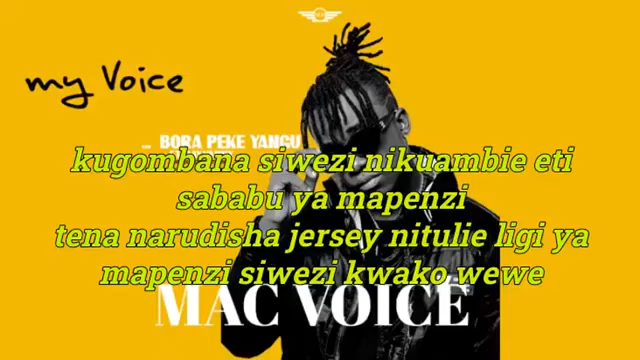 my Voice
... BORA PEKE YANGU
kugombana siwezi nikuambie eti
sababu ya mapenzi
tena narudisha jersey nitulie ligi ya
mapenzi siwezi kwako wewe
MAC VOICE